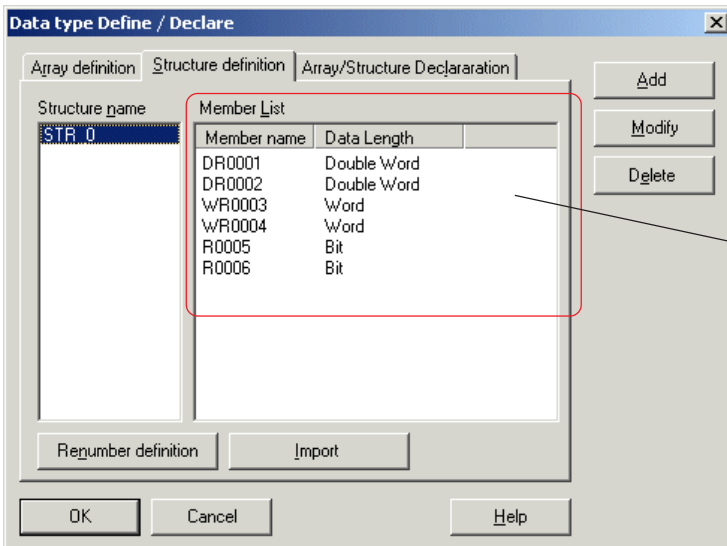 Data type Define / Declare
Array definition
Structure definition
Array/Structure Declararation
Structure name
Member List
STR_0
Member name Data Length
DR0001 Double Word
DR0002 Double Word
WR0003 Word
WR0004 Word
R0005 Bit
R0006 Bit
Renumber definition
Import
Add
Modify
Delete
OK
Cancel
Help